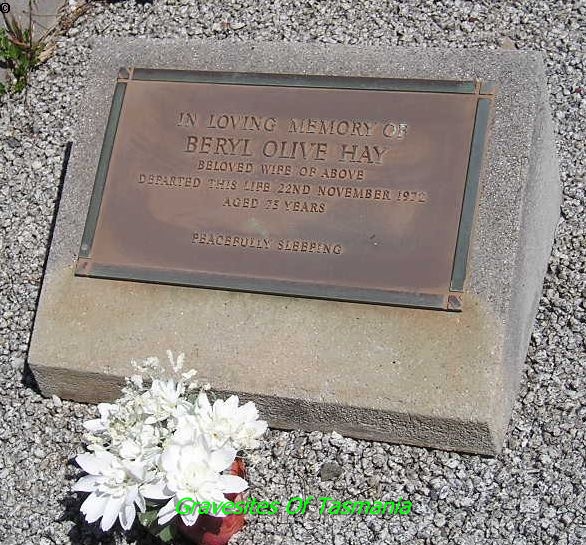 IN LOVING MEMORY OF
BERYL OLIVE HAY
BELOVED WIFE OF ABOVE
DEPARTED THIS LIFE 22ND NOVEMBER 1972
AGED 75 YEARS
PEACEFULLY SLEEPING
Gravesites Of Tasmania